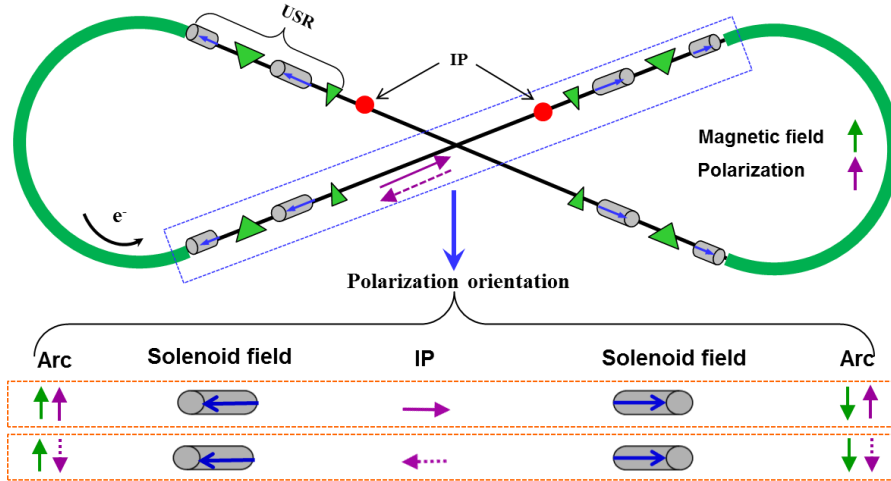 USR
IP
Magnetic field
Polarization
e-
Polarization orientation
Arc Solenoid field IP Solenoid field Arc